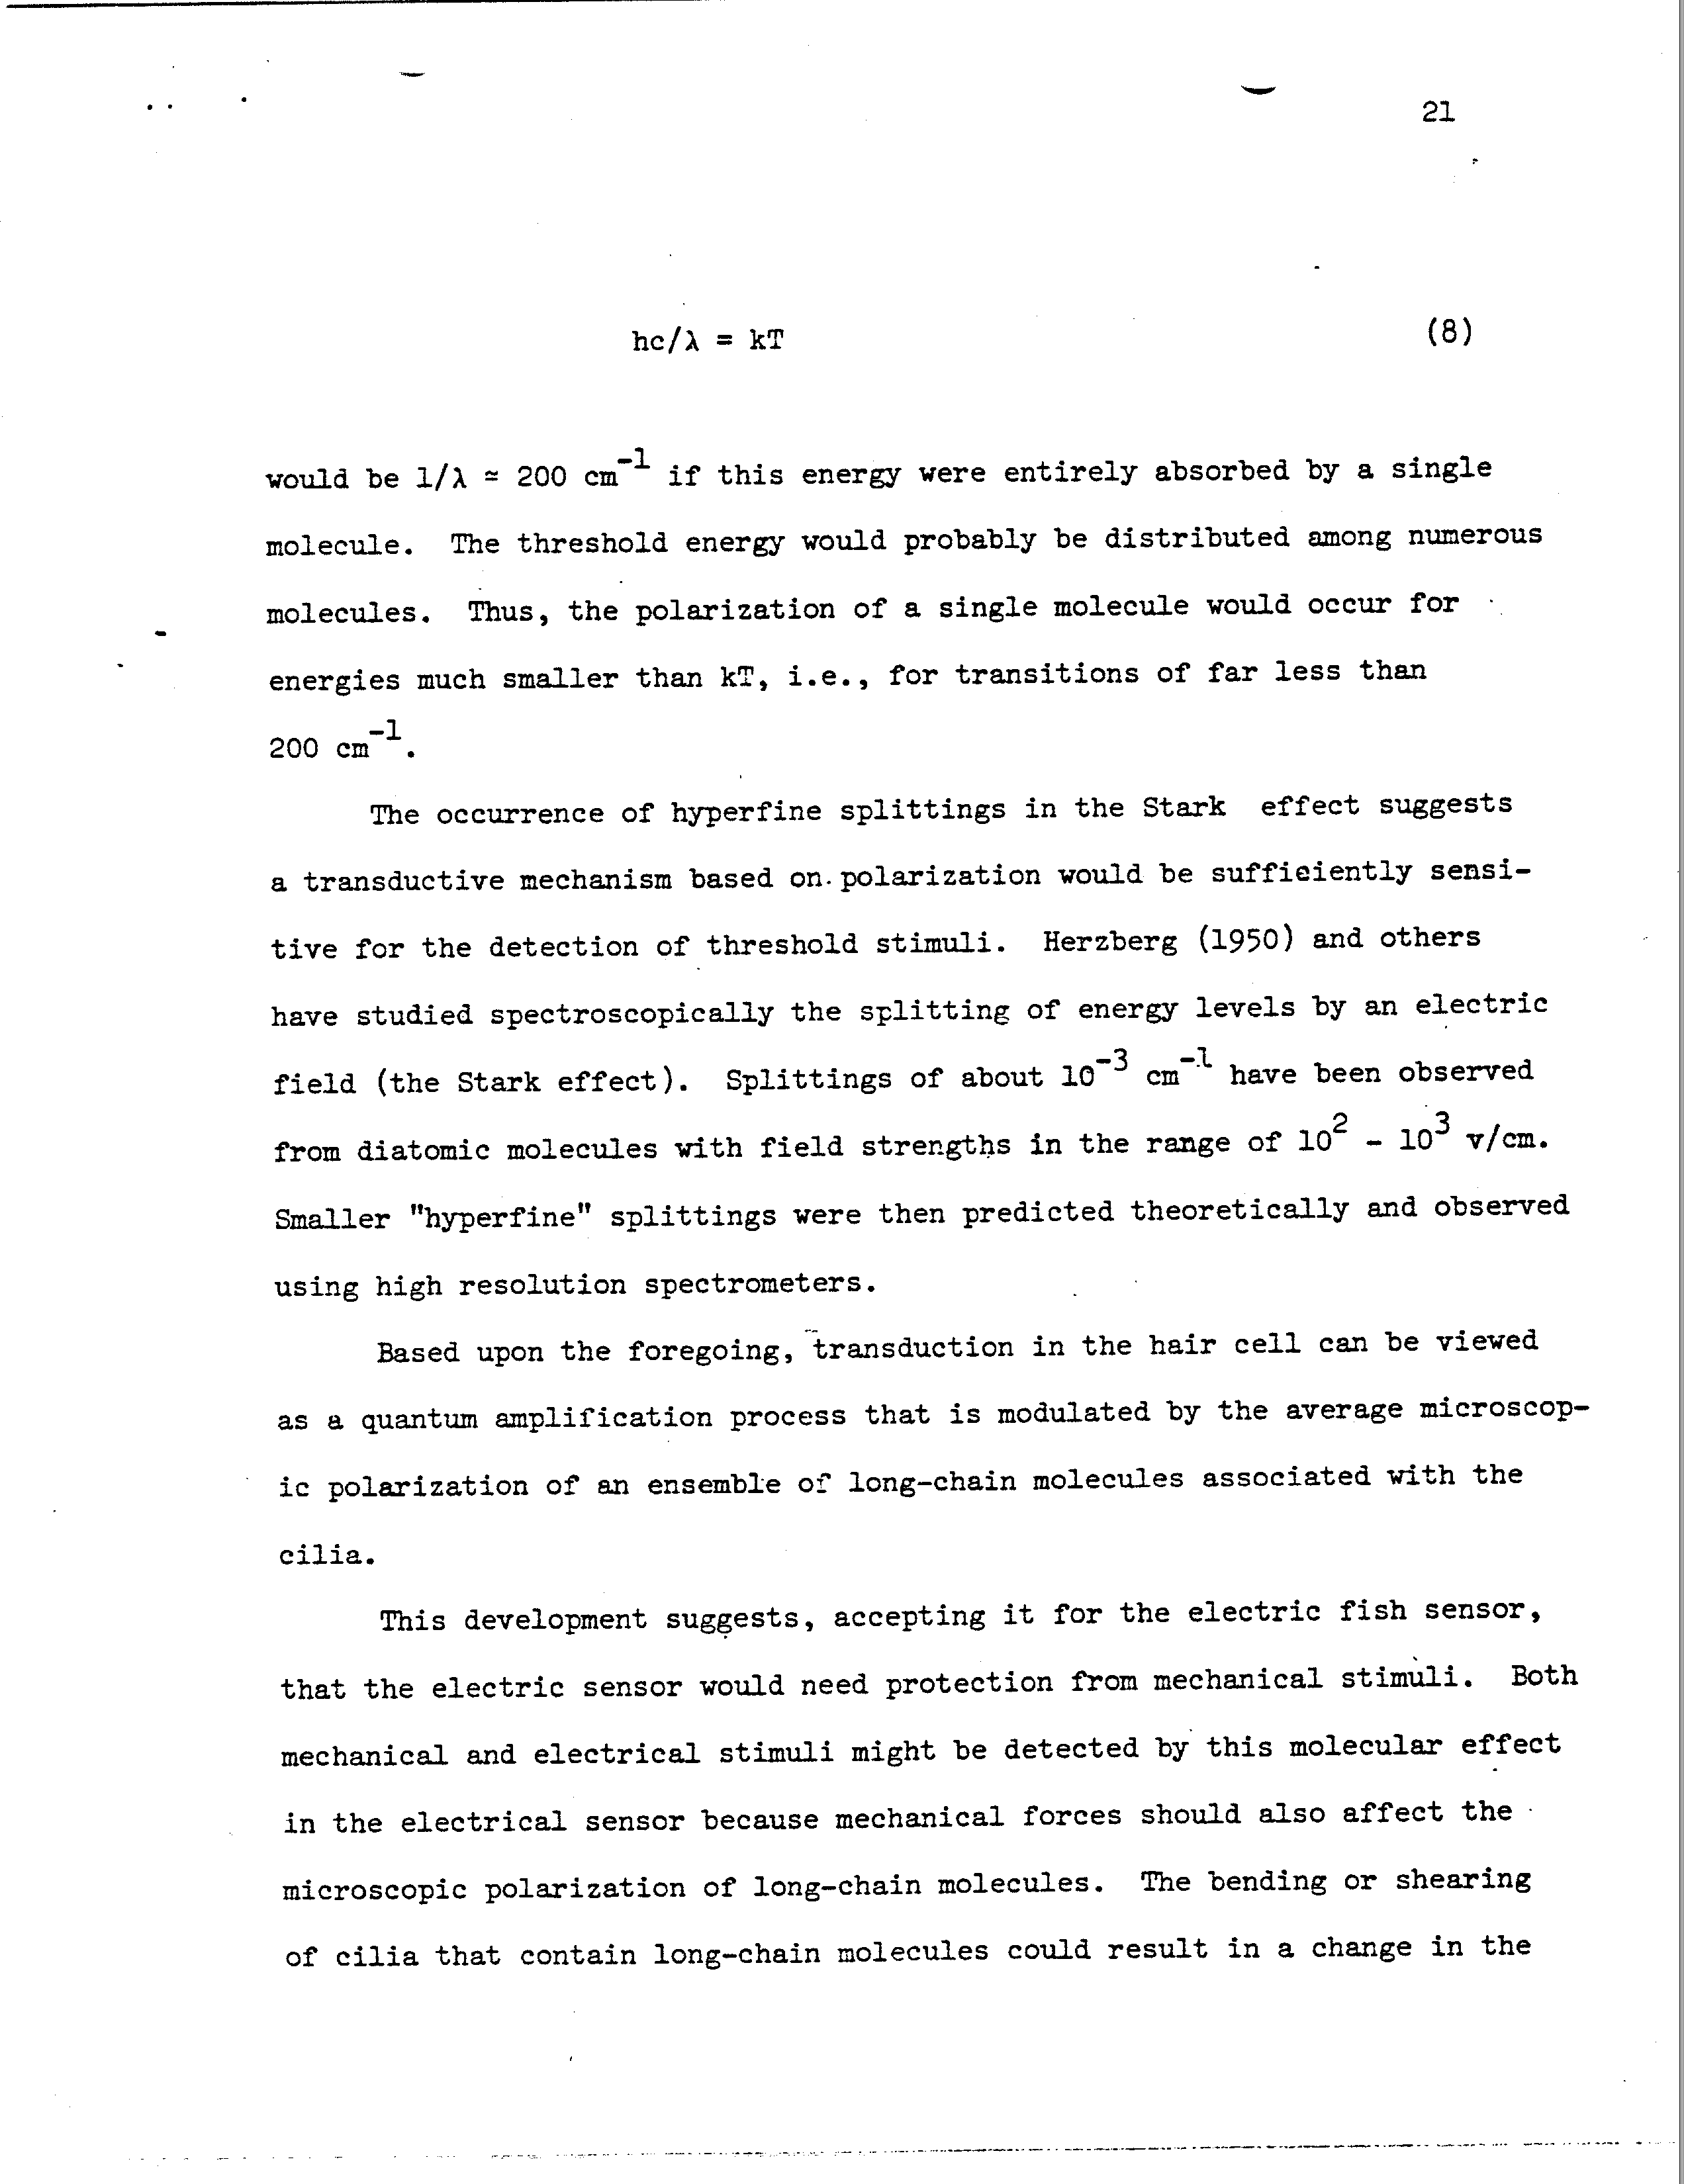 21
hc/λ = kT (8)
would be 1/λ ≃ 200 cm⁻¹ if this energy were entirely absorbed by a single
molecule. The threshold energy would probably be distributed among numerous
molecules. Thus, the polarization of a single molecule would occur for
energies much smaller than kT, i.e., for transitions of far less than
200 cm⁻¹.
The occurrence of hyperfine splittings in the Stark effect suggests
a transductive mechanism based on polarization would be sufficiently sensi-
tive for the detection of threshold stimuli. Herzberg (1950) and others
have studied spectroscopically the splitting of energy levels by an electric
field (the Stark effect). Splittings of about 10⁻³ cm⁻¹ have been observed
from diatomic molecules with field strengths in the range of 10² - 10³ v/cm.
Smaller "hyperfine" splittings were then predicted theoretically and observed
using high resolution spectrometers.
Based upon the foregoing, transduction in the hair cell can be viewed
as a quantum amplification process that is modulated by the average microscop-
ic polarization of an ensemble of long-chain molecules associated with the
cilia.
This development suggests, accepting it for the electric fish sensor,
that the electric sensor would need protection from mechanical stimuli. Both
mechanical and electrical stimuli might be detected by this molecular effect
in the electrical sensor because mechanical forces should also affect the
microscopic polarization of long-chain molecules. The bending or shearing
of cilia that contain long-chain molecules could result in a change in the